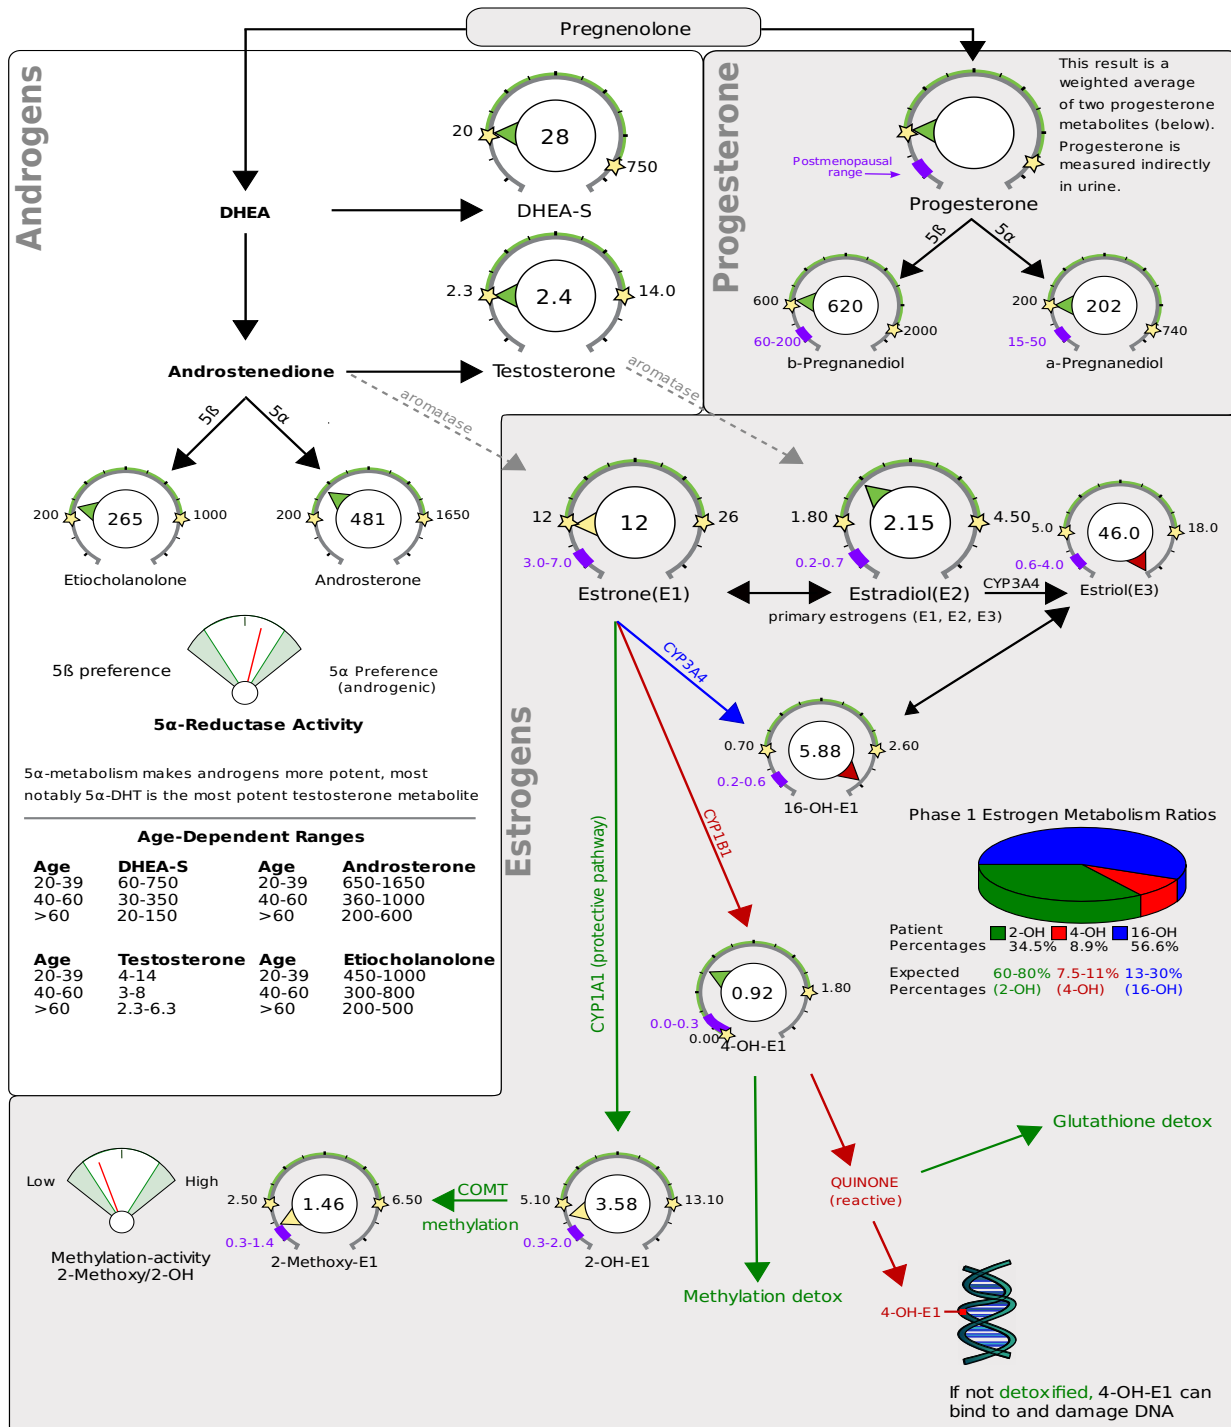 Pregnenolone
Androgens
20
28
750
DHEA-S
DHEA
2.3
2.4
14.0
Testosterone
Androstenedione
aromatase
aromatase
5ß
5α
200
265
1000
Etiocholanolone
200
481
1650
Androsterone
5ß preference
5α Preference
(androgenic)
5α-Reductase Activity
5α-metabolism makes androgens more potent, most
notably 5α-DHT is the most potent testosterone metabolite
Age-Dependent Ranges
Age DHEA-S Age Androsterone
20-39 60-750 20-39 650-1650
40-60 30-350 40-60 360-1000
>60 20-150 >60 200-600
Age Testosterone Age Etiocholanolone
20-39 4-14 20-39 450-1000
40-60 3-8 40-60 300-800
>60 2.3-6.3 >60 200-500
Progesterone
This result is a
weighted average
of two progesterone
metabolites (below).
Progesterone is
measured indirectly
in urine.
Postmenopausal
range
Progesterone
5ß
5α
600
620
2000
60-200
b-Pregnanediol
200
202
740
15-50
a-Pregnanediol
Estrogens
12
12
26
3.0-7.0
Estrone(E1)
1.80
2.15
4.50
0.2-0.7
Estradiol(E2)
CYP3A4
5.0
46.0
18.0
0.6-4.0
Estriol(E3)
primary estrogens (E1, E2, E3)
CYP3A4
0.70
5.88
2.60
0.2-0.6
16-OH-E1
CYP1B1
CYP1A1 (protective pathway)
Phase 1 Estrogen Metabolism Ratios
Patient
Percentages
2-OH 4-OH 16-OH
34.5% 8.9% 56.6%
Expected
Percentages
60-80% 7.5-11% 13-30%
(2-OH) (4-OH) (16-OH)
0.92
1.80
0.0-0.3
0.00
4-OH-E1
Low
High
Methylation-activity
2-Methoxy/2-OH
2.50
1.46
6.50
0.3-1.4
2-Methoxy-E1
COMT
methylation
5.10
3.58
13.10
0.3-2.0
2-OH-E1
Methylation detox
Glutathione detox
QUINONE
(reactive)
4-OH-E1
If not detoxified, 4-OH-E1 can
bind to and damage DNA